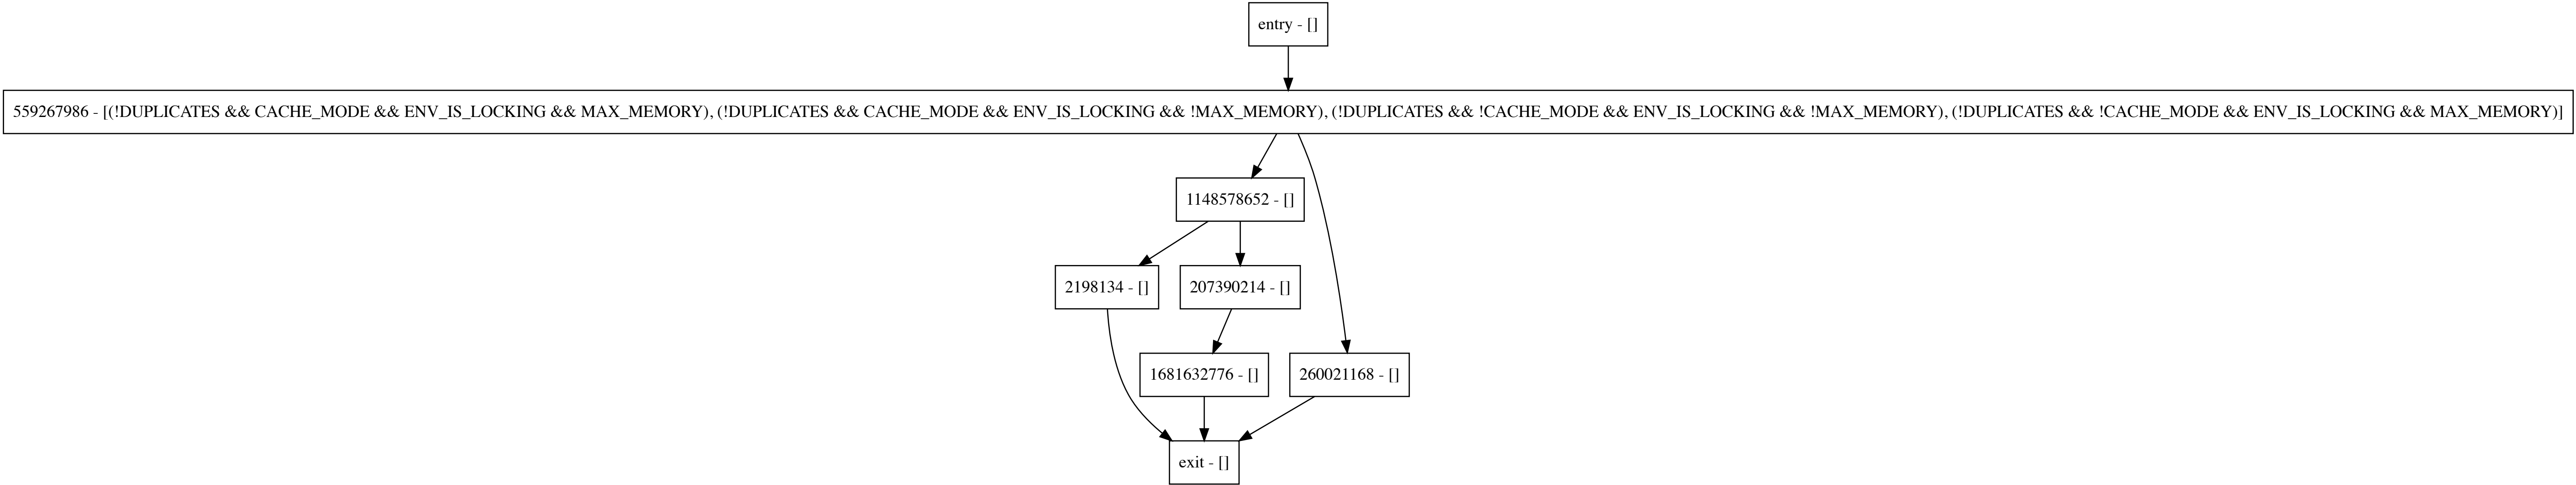 entry - []
559267986 - [(!DUPLICATES && CACHE_MODE && ENV_IS_LOCKING && MAX_MEMORY), (!DUPLICATES && CACHE_MODE && ENV_IS_LOCKING && !MAX_MEMORY), (!DUPLICATES && !CACHE_MODE && ENV_IS_LOCKING && !MAX_MEMORY), (!DUPLICATES && !CACHE_MODE && ENV_IS_LOCKING && MAX_MEMORY)]
1148578652 - []
2198134 - []
207390214 - []
1681632776 - []
260021168 - []
exit - []